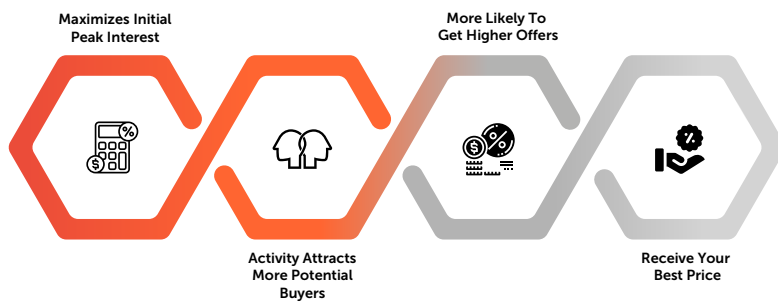 Maximizes Initial
Peak Interest
$
%
Activity Attracts
More Potential
Buyers
More Likely To
Get Higher Offers
$
%
Receive Your
Best Price
%